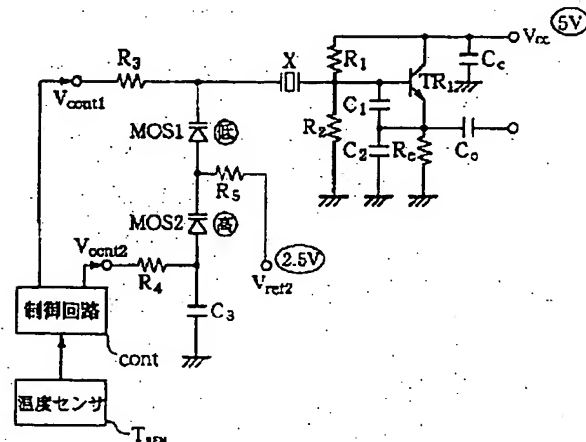 5V
Vcc
R3
X
R1
Cc
TR1
Vcont1
C1
MOS1 低
R2
C2
Re
Co
R5
MOS2 高
Vcont2
R4
2.5V
Vref2
C3
制御回路
cont
温度センサ